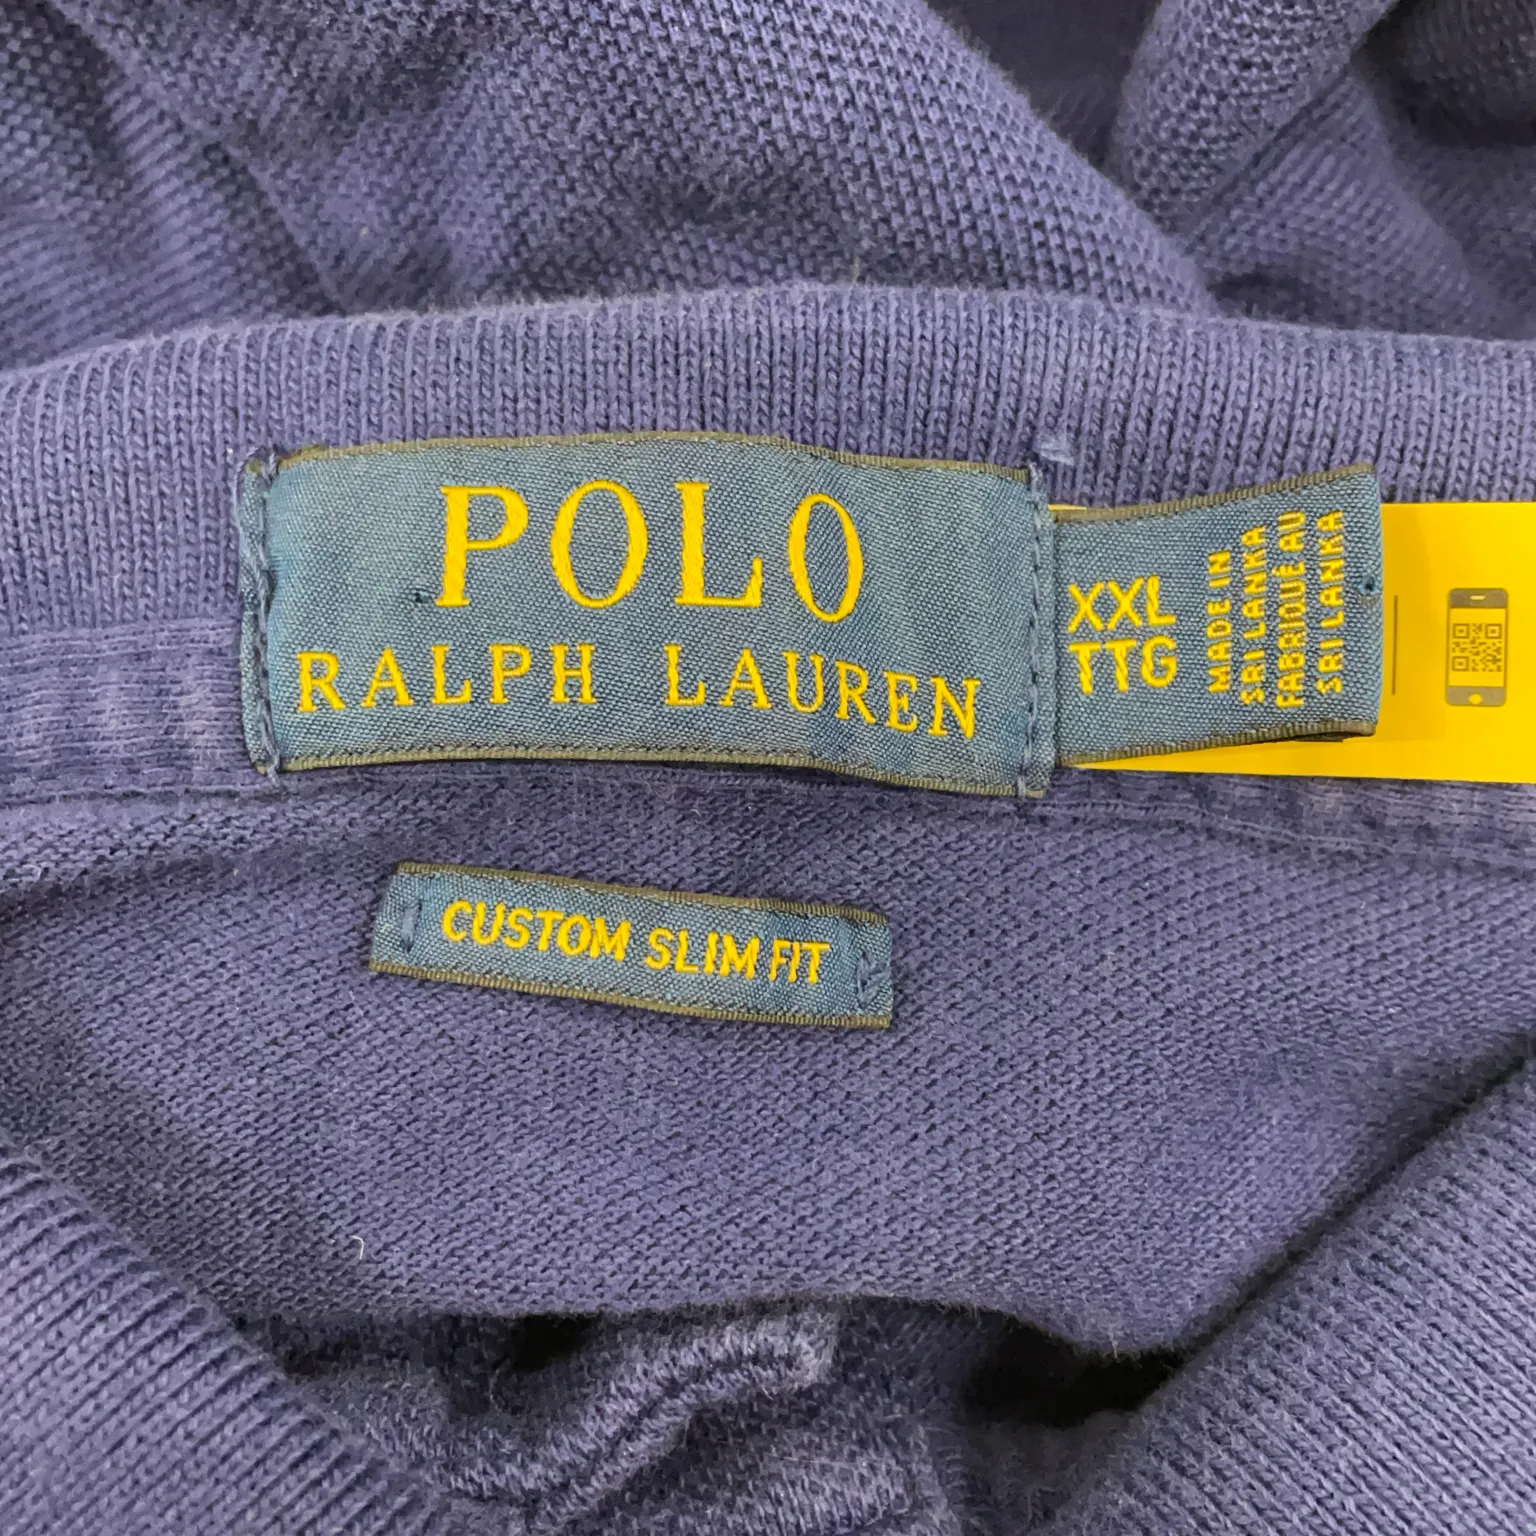 POLO
RALPH LAUREN
XXL
TTG
MADE IN
SRI LANKA
FABRIQUÉ AU
SRI LANKA
CUSTOM SLIM FIT